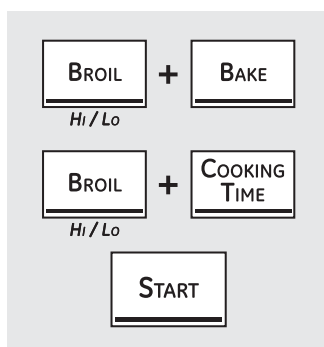 BROIL + BAKE
HI / LO
BROIL + COOKING TIME
HI / LO
START